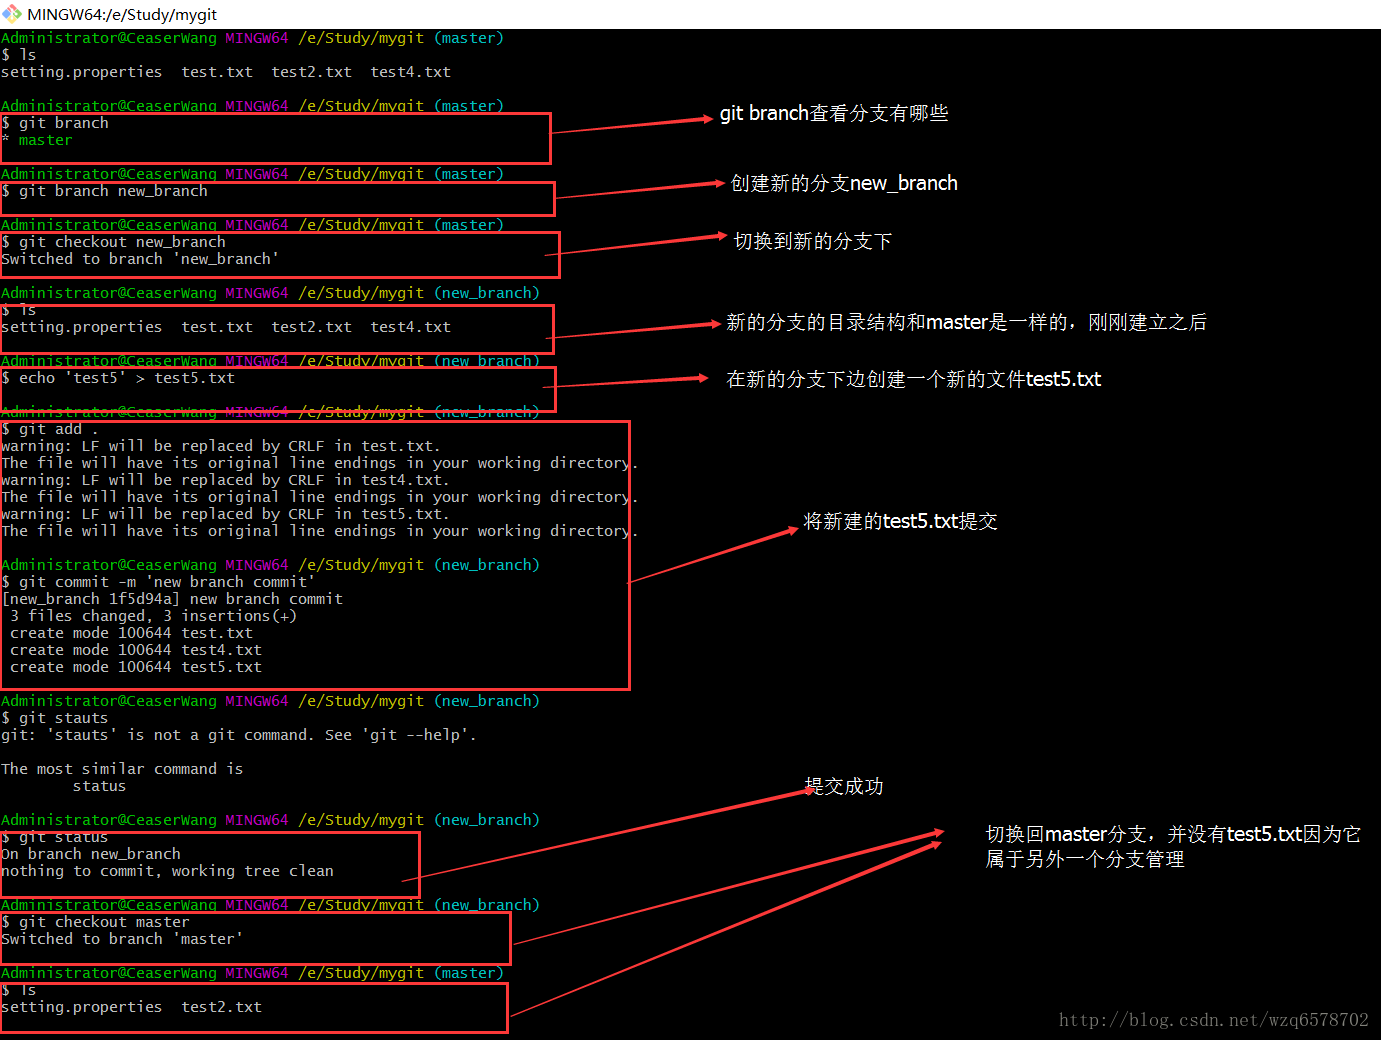 MINGW64:/e/Study/mygit
Administrator@CeaserWang MINGW64 /e/Study/mygit (master)
$ ls
setting.properties  test.txt  test2.txt  test4.txt
Administrator@CeaserWang MINGW64 /e/Study/mygit (master)
$ git branch
* master
git branch查看分支有哪些
Administrator@CeaserWang MINGW64 /e/Study/mygit (master)
$ git branch new_branch
创建新的分支new_branch
Administrator@CeaserWang MINGW64 /e/Study/mygit (master)
$ git checkout new_branch
Switched to branch 'new_branch'
切换到新的分支下
Administrator@CeaserWang MINGW64 /e/Study/mygit (new_branch)
$ ls
setting.properties  test.txt  test2.txt  test4.txt
新的分支的目录结构和master是一样的，刚刚建立之后
Administrator@CeaserWang MINGW64 /e/Study/mygit (new_branch)
$ echo 'test5' > test5.txt
在新的分支下边创建一个新的文件test5.txt
Administrator@CeaserWang MINGW64 /e/Study/mygit (new_branch)
$ git add .
warning: LF will be replaced by CRLF in test.txt.
The file will have its original line endings in your working directory.
warning: LF will be replaced by CRLF in test4.txt.
The file will have its original line endings in your working directory.
warning: LF will be replaced by CRLF in test5.txt.
The file will have its original line endings in your working directory.
将新建的test5.txt提交
Administrator@CeaserWang MINGW64 /e/Study/mygit (new_branch)
$ git commit -m 'new branch commit'
[new_branch 1f5d94a] new branch commit
3 files changed, 3 insertions(+)
create mode 100644 test.txt
create mode 100644 test4.txt
create mode 100644 test5.txt
Administrator@CeaserWang MINGW64 /e/Study/mygit (new_branch)
$ git stauts
git: 'stauts' is not a git command. See 'git --help'.
The most similar command is
status
提交成功
Administrator@CeaserWang MINGW64 /e/Study/mygit (new_branch)
$ git status
On branch new_branch
nothing to commit, working tree clean
切换回master分支，并没有test5.txt因为它
属于另外一个分支管理
Administrator@CeaserWang MINGW64 /e/Study/mygit (new_branch)
$ git checkout master
Switched to branch 'master'
Administrator@CeaserWang MINGW64 /e/Study/mygit (master)
$ ls
setting.properties  test2.txt
http://blog.csdn.net/wzq6578702